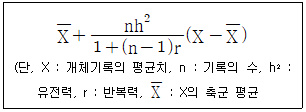 X̅ + nh²/(1+(n−1)r) (X − X̅)
(단, X : 개체기록의 평균치, n : 기록의 수, h² :
유전력, r : 반복력, X̅ : X의 축군 평균